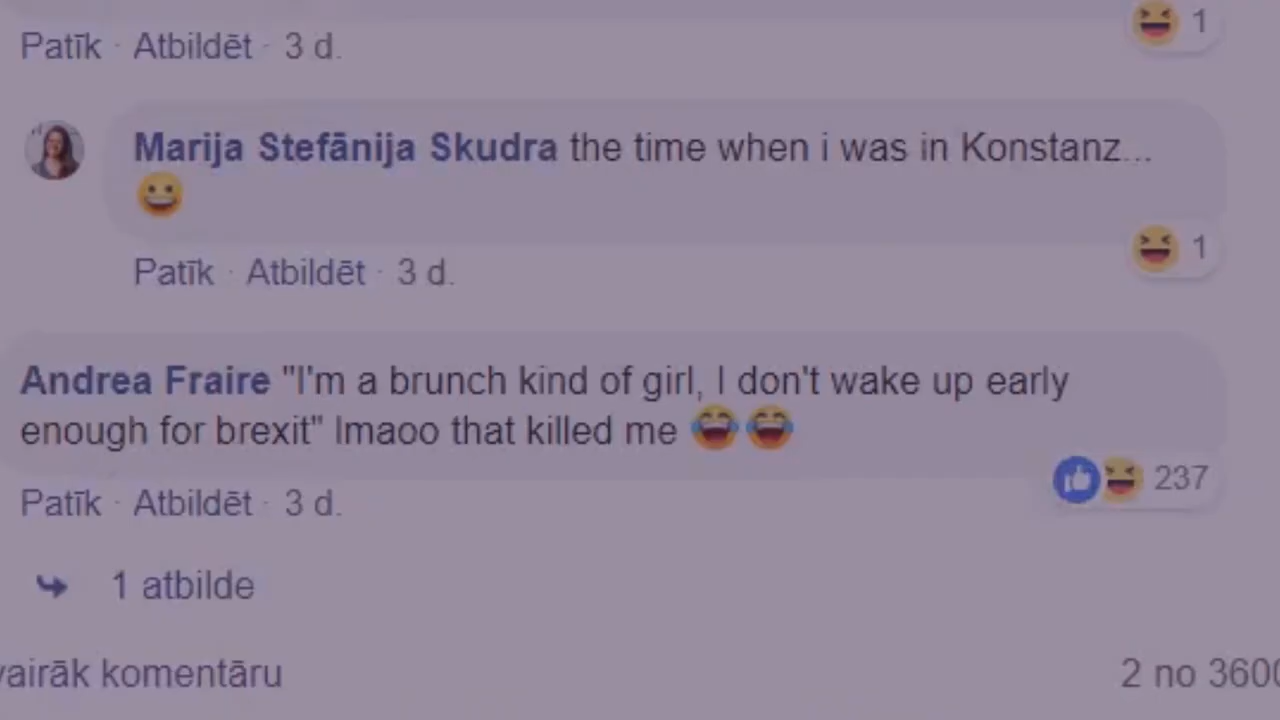 1
Patīk · Atbildēt · 3 d.
Marija Stefānija Skudra the time when i was in Konstanz...
1
Patīk · Atbildēt · 3 d.
Andrea Fraire "I'm a brunch kind of girl, I don't wake up early
enough for brexit" lmaoo that killed me 😂😂
237
Patīk · Atbildēt · 3 d.
1 atbilde
vairāk komentāru
2 no 3600